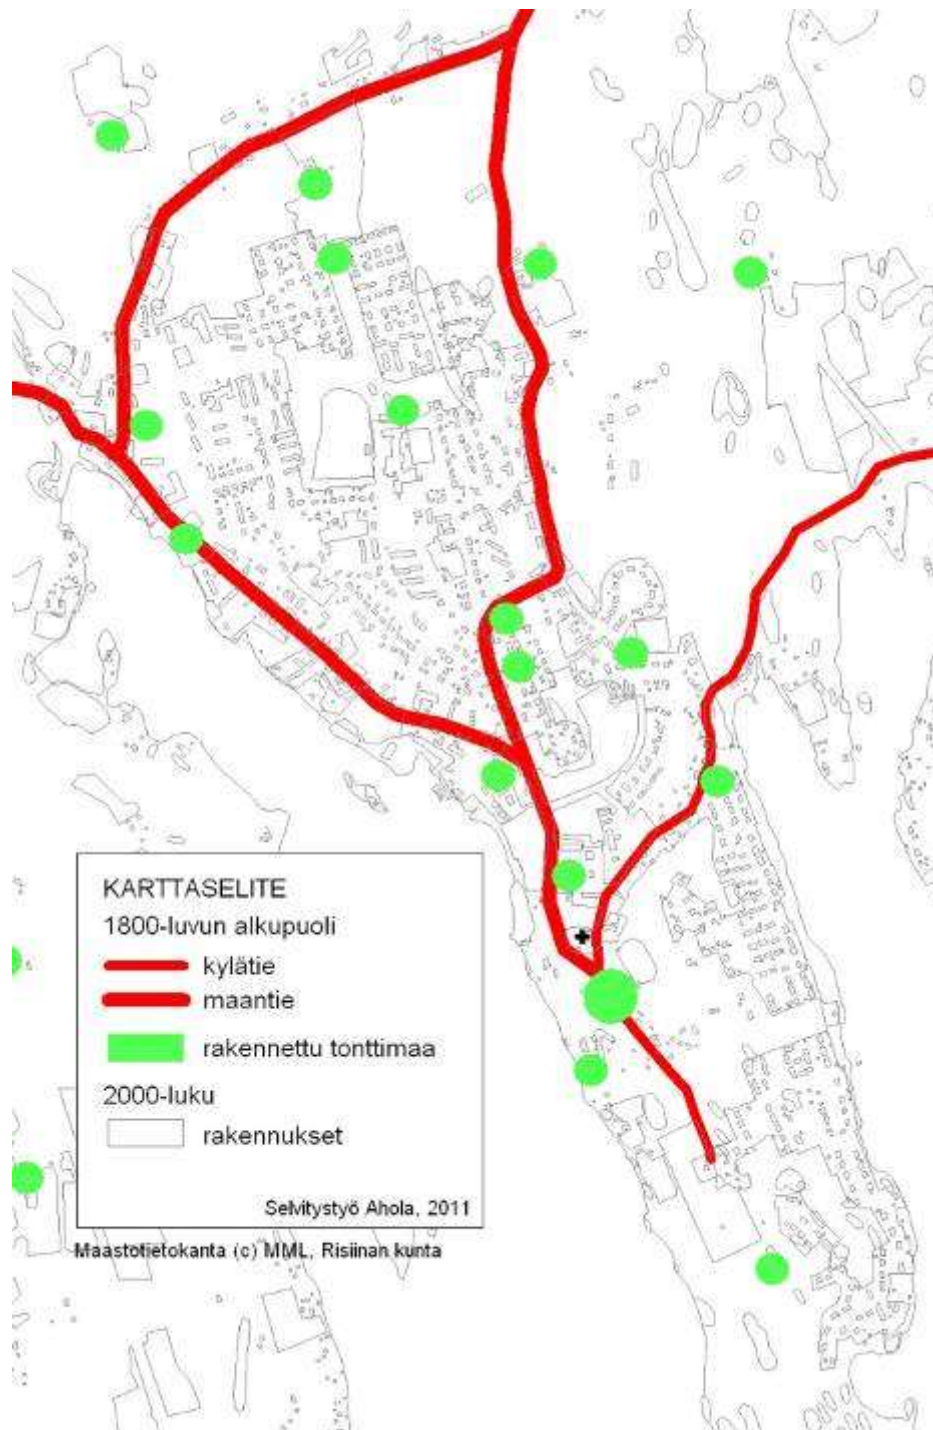 KARTTASELITE
1800-luvun alkupuoli
kylätie
maantie
rakennettu tonttimaa
2000-luku
rakennukset
Selvitystyö Ahola, 2011
Maastotietokanta (c) MML, Risiinan kunta